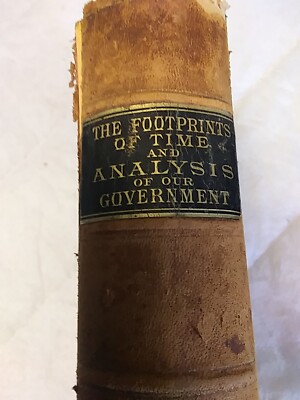 THE FOOTPRINTS
OF TIME
AND
ANALYSIS
OF OUR
GOVERNMENT